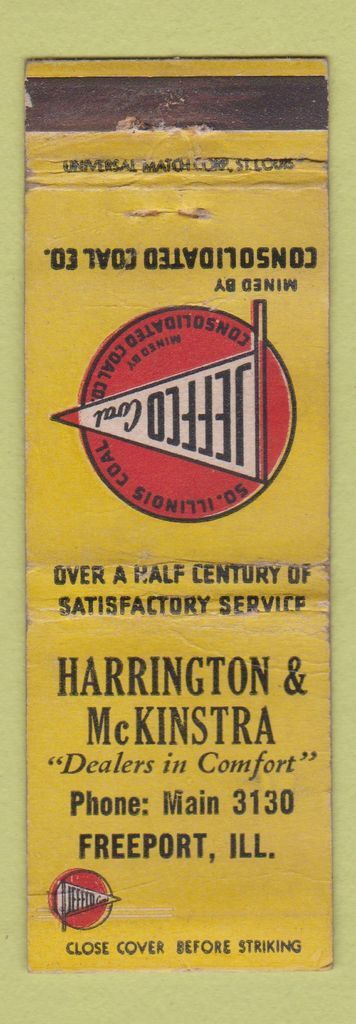 UNIVERSAL MATCH CORP., ST. LOUIS
CONSOLIDATED COAL CO.
MINED BY
CONSOLIDATED COAL CO.
MINED BY
JEFFCO Coal
SO. ILLINOIS COAL
OVER A HALF CENTURY OF
SATISFACTORY SERVICE
HARRINGTON &
McKINSTRA
"Dealers in Comfort"
Phone: Main 3130
FREEPORT, ILL.
JEFFCO
CLOSE COVER BEFORE STRIKING